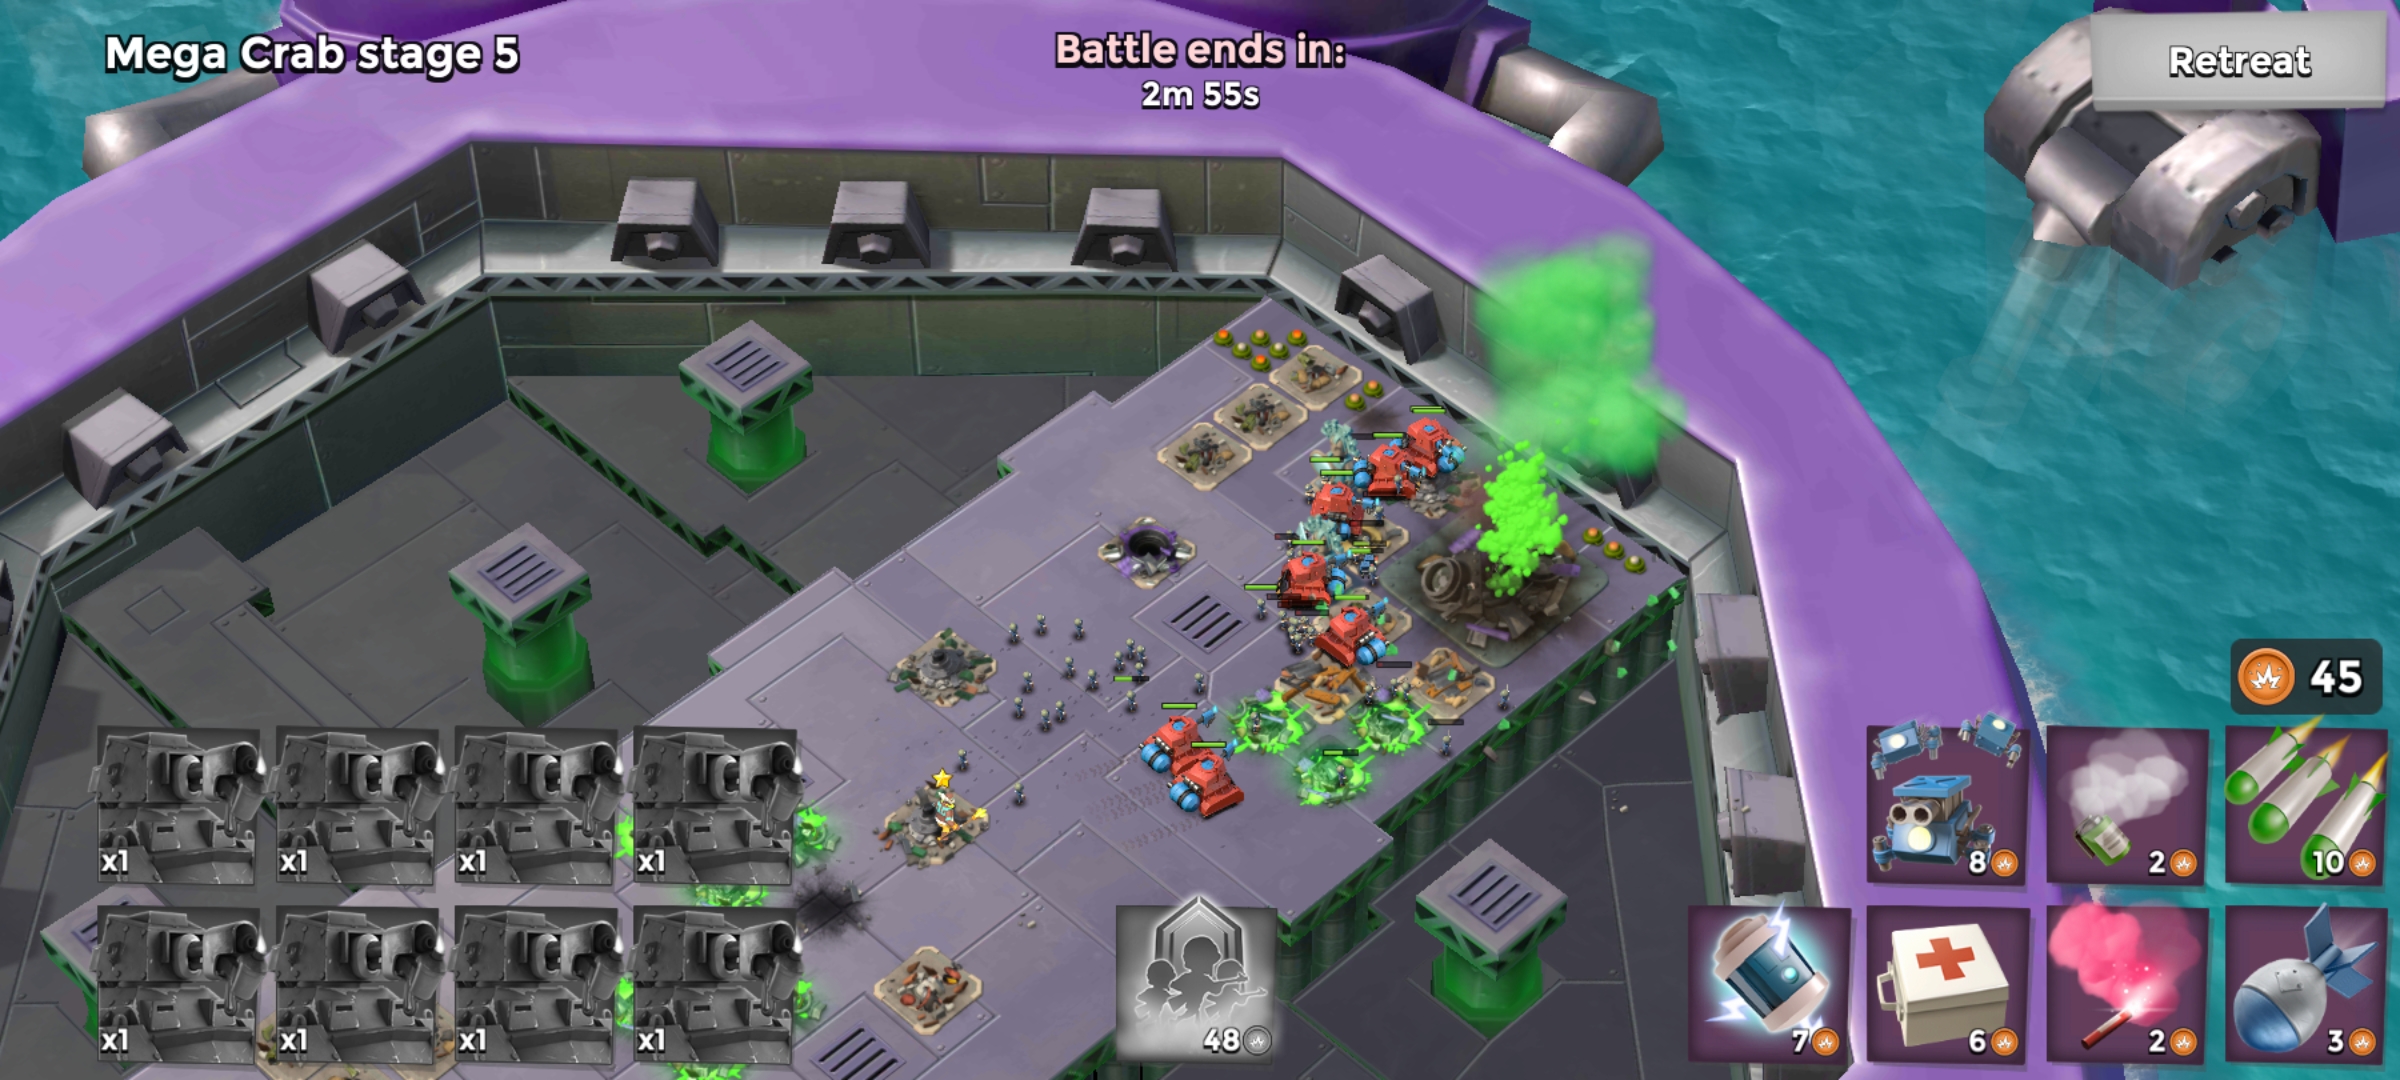 Mega Crab stage 5
Battle ends in:
2m 55s
Retreat
45
x1
x1
x1
x1
8
2
10
x1
x1
x1
x1
48
7
6
2
3